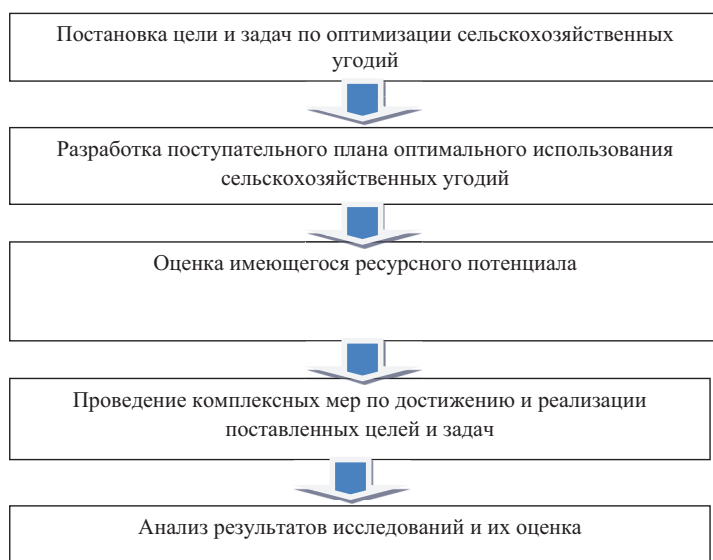 Постановка цели и задач по оптимизации сельскохозяйственных
угодий
Разработка поступательного плана оптимального использования
сельскохозяйственных угодий
Оценка имеющегося ресурсного потенциала
Проведение комплексных мер по достижению и реализации
поставленных целей и задач
Анализ результатов исследований и их оценка